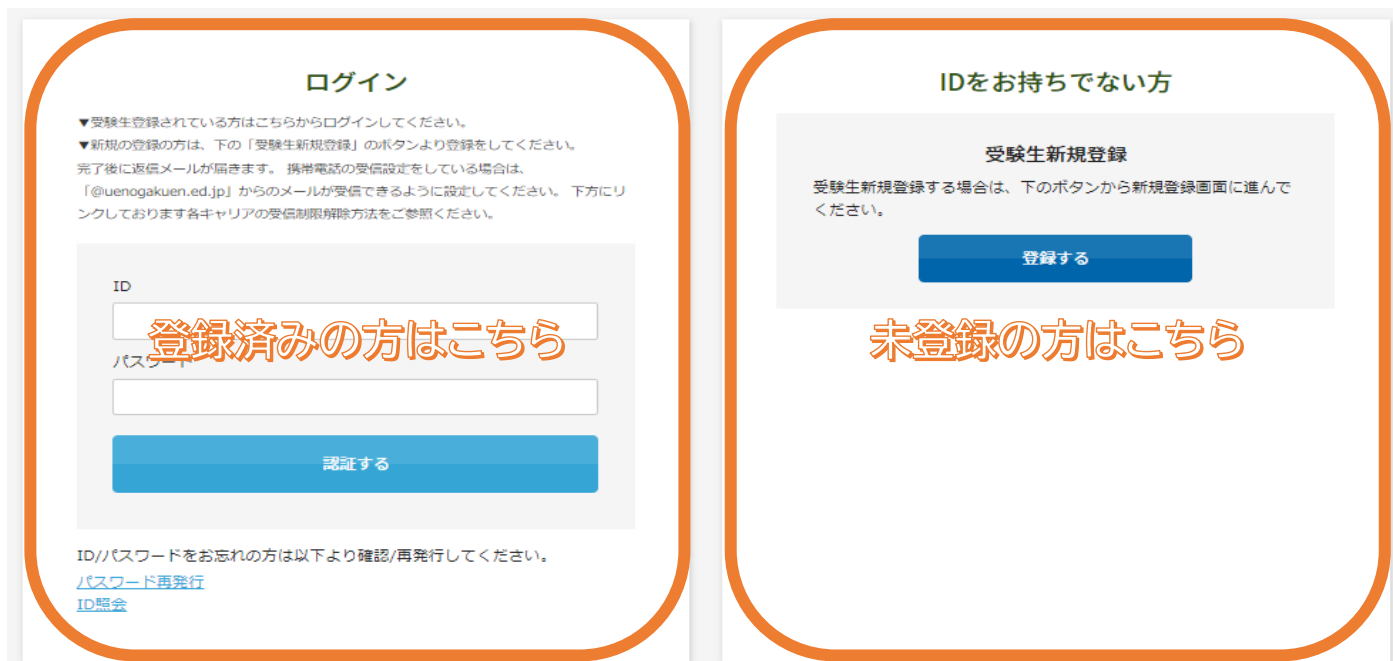 ログイン
▼受験生登録されている方はこちらからログインしてください。
▼新規の登録の方は、下の「受験生新規登録」のボタンより登録をしてください。
完了後に返信メールが届きます。 携帯電話の受信設定をしている場合は、
「@uenogakuen.ed.jp」からのメールが受信できるように設定してください。 下方にリ
ンクしております各キャリアの受信制限解除方法をご参照ください。
ID
登録済みの方はこちら
パスワード
認証する
ID/パスワードをお忘れの方は以下より確認/再発行してください。
パスワード再発行
ID照会
IDをお持ちでない方
受験生新規登録
受験生新規登録する場合は、下のボタンから新規登録画面に進んで
ください。
登録する
未登録の方はこちら